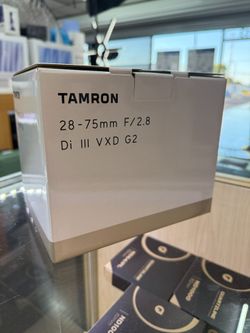 TAMRON
28-75mm F/2.8
Di III VXD G2